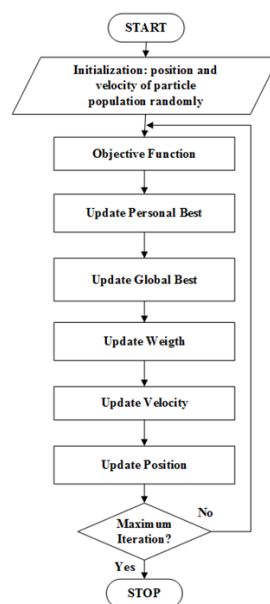 START
Initialization: position and
velocity of particle
population randomly
Objective Function
Update Personal Best
Update Global Best
Update Weigth
Update Velocity
Update Position
Maximum
Iteration?
No
Yes
STOP